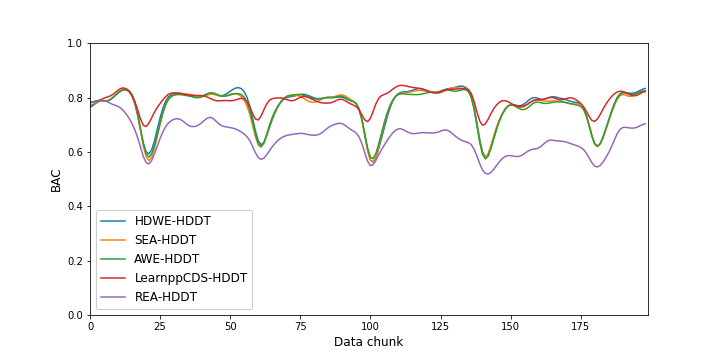 1.0
0.8
0.6
0.4
0.2
0.0
BAC
HDWE-HDDT
SEA-HDDT
AWE-HDDT
LearnppCDS-HDDT
REA-HDDT
0 25 50 75 100 125 150 175
Data chunk